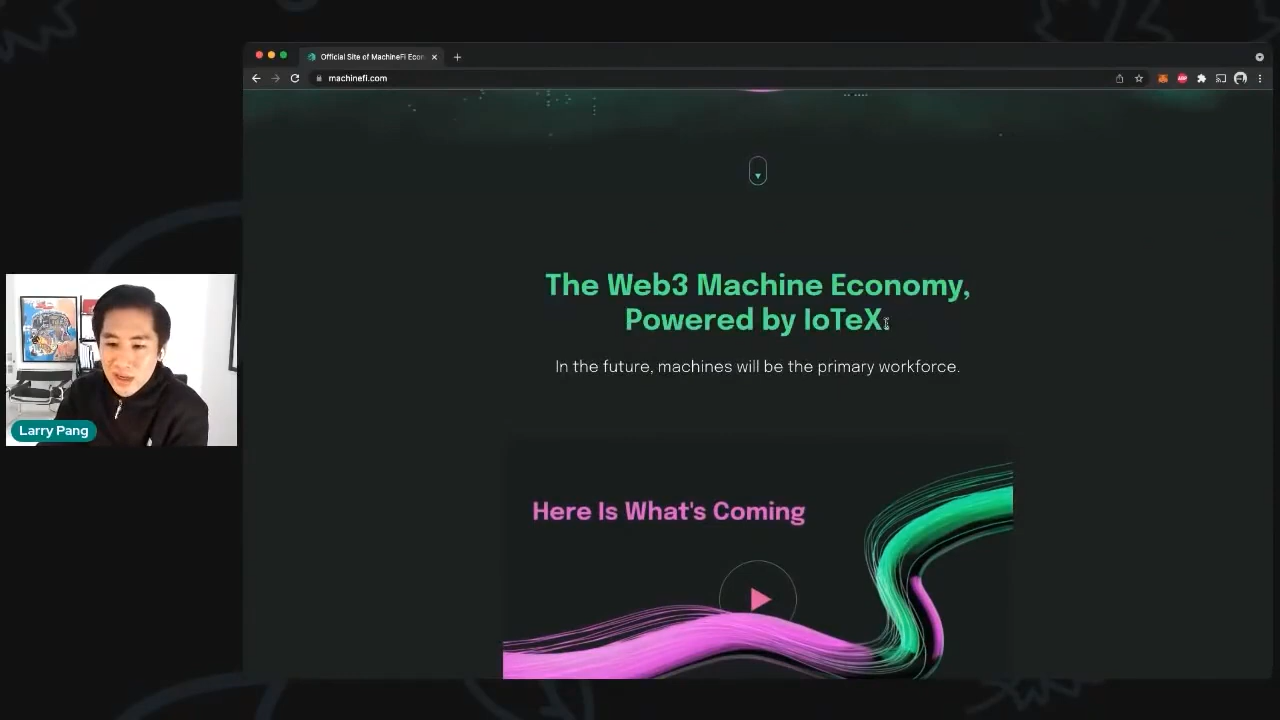 Official Site of MachineFi Econ
machinefi.com
The Web3 Machine Economy,
Powered by IoTeX
In the future, machines will be the primary workforce.
Larry Pang
Here Is What's Coming